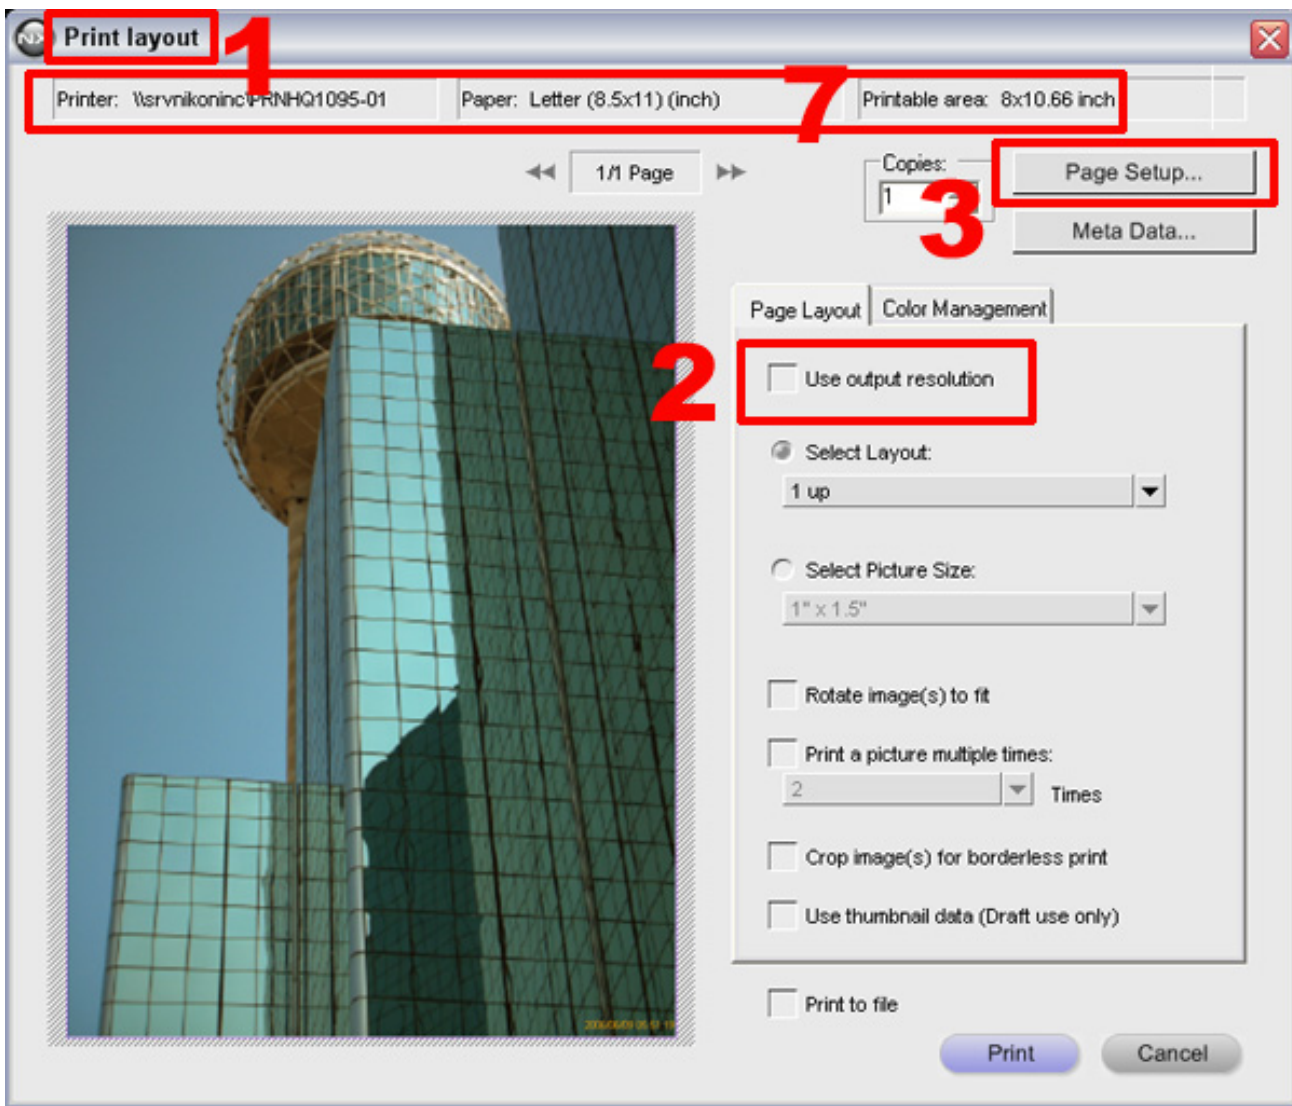 NX
Print layout
1
Printer: \\srvnikoninc\PRNHQ1095-01
Paper: Letter (8.5x11) (inch)
7
Printable area: 8x10.66 inch
1/1 Page
Copies:
1
3
Page Setup...
Meta Data...
Page Layout
Color Management
2
Use output resolution
Select Layout:
1 up
Select Picture Size:
1" x 1.5"
Rotate image(s) to fit
Print a picture multiple times:
2
Times
Crop image(s) for borderless print
Use thumbnail data (Draft use only)
Print to file
Print
Cancel